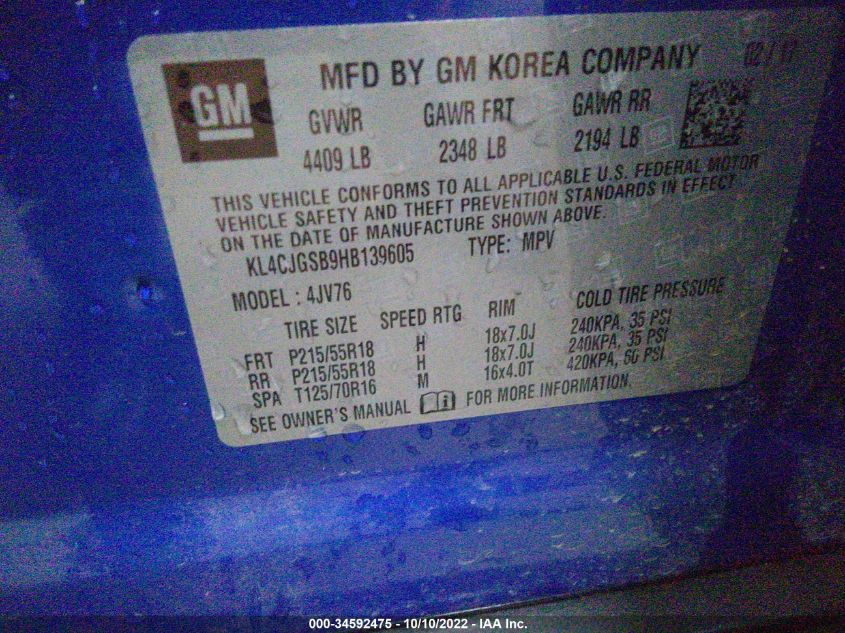 GM
MFD BY GM KOREA COMPANY 02/17
GVWR GAWR FRT GAWR RR
4409 LB 2348 LB 2194 LB
THIS VEHICLE CONFORMS TO ALL APPLICABLE U.S. FEDERAL MOTOR
VEHICLE SAFETY AND THEFT PREVENTION STANDARDS IN EFFECT
ON THE DATE OF MANUFACTURE SHOWN ABOVE.
KL4CJGSB9HB139605 TYPE: MPV
MODEL : 4JV76
TIRE SIZE SPEED RTG RIM COLD TIRE PRESSURE
FRT P215/55R18 H 18x7.0J 240KPA, 35 PSI
RR P215/55R18 H 18x7.0J 240KPA, 35 PSI
SPA T125/70R16 M 16x4.0T 420KPA, 60 PSI
SEE OWNER'S MANUAL FOR MORE INFORMATION.
000-34592475 - 10/10/2022 - IAA Inc.